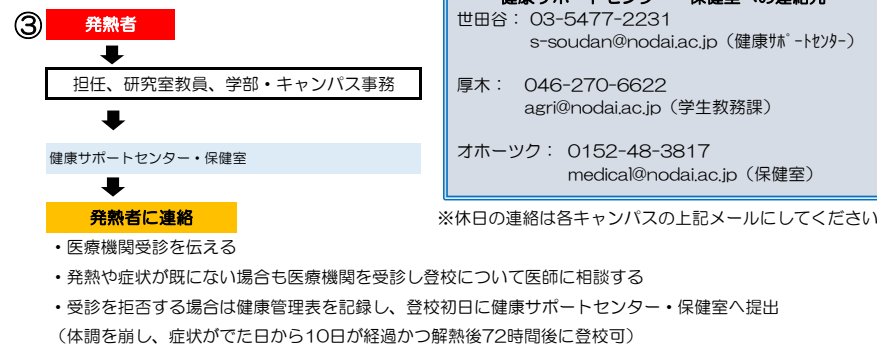 ③
発熱者
担任、研究室教員、学部・キャンパス事務
健康サポートセンター・保健室
発熱者に連絡
・医療機関受診を伝える
・発熱や症状が既にない場合も医療機関を受診し登校について医師に相談する
・受診を拒否する場合は健康管理表を記録し、登校初日に健康サポートセンター・保健室へ提出
（体調を崩し、症状がでた日から10日が経過かつ解熱後72時間後に登校可）
世田谷： 03-5477-2231
s-soudan@nodai.ac.jp（健康ｻﾎﾟｰﾄｾﾝﾀｰ）
厚木： 046-270-6622
agri@nodai.ac.jp（学生教務課）
オホーツク： 0152-48-3817
medical@nodai.ac.jp（保健室）
※休日の連絡は各キャンパスの上記メールにしてください